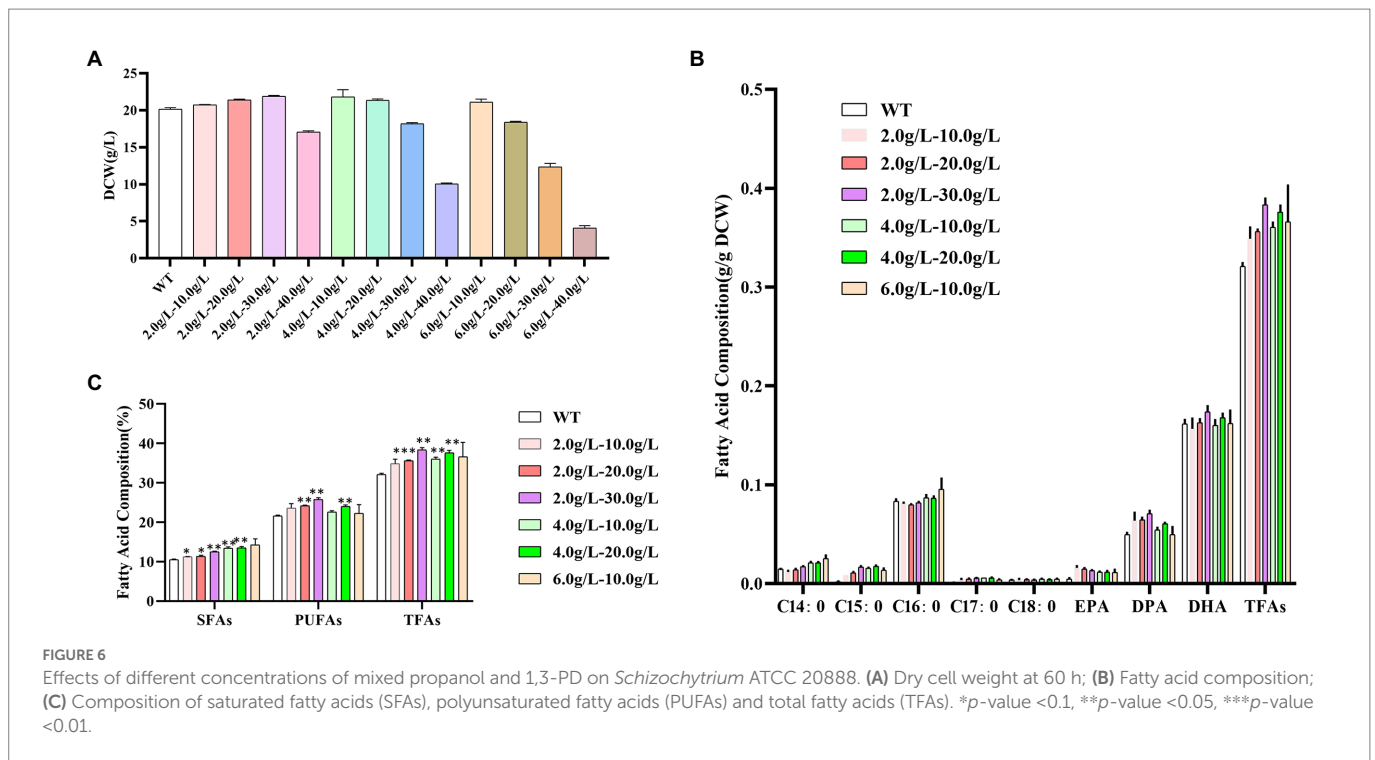 A
25
20
15
10
5
0
DCW(g/L)
WT
2.0g/L-10.0g/L
2.0g/L-20.0g/L
2.0g/L-30.0g/L
2.0g/L-40.0g/L
4.0g/L-10.0g/L
4.0g/L-20.0g/L
4.0g/L-30.0g/L
4.0g/L-40.0g/L
6.0g/L-10.0g/L
6.0g/L-20.0g/L
6.0g/L-30.0g/L
6.0g/L-40.0g/L
B
0.5
0.4
0.3
0.2
0.1
0.0
Fatty Acid Composition(g/g DCW)
WT
2.0g/L-10.0g/L
2.0g/L-20.0g/L
2.0g/L-30.0g/L
4.0g/L-10.0g/L
4.0g/L-20.0g/L
6.0g/L-10.0g/L
C14: 0 C15: 0 C16: 0 C17: 0 C18: 0 EPA DPA DHA TFAs
C
50
40
30
20
10
0
Fatty Acid Composition(%)
* * ** ** **
** ** **
*** ** ** **
SFAs PUFAs TFAs
WT
2.0g/L-10.0g/L
2.0g/L-20.0g/L
2.0g/L-30.0g/L
4.0g/L-10.0g/L
4.0g/L-20.0g/L
6.0g/L-10.0g/L
FIGURE 6
Effects of different concentrations of mixed propanol and 1,3-PD on Schizochytrium ATCC 20888. (A) Dry cell weight at 60 h; (B) Fatty acid composition;
(C) Composition of saturated fatty acids (SFAs), polyunsaturated fatty acids (PUFAs) and total fatty acids (TFAs). *p-value <0.1, **p-value <0.05, ***p-value
<0.01.